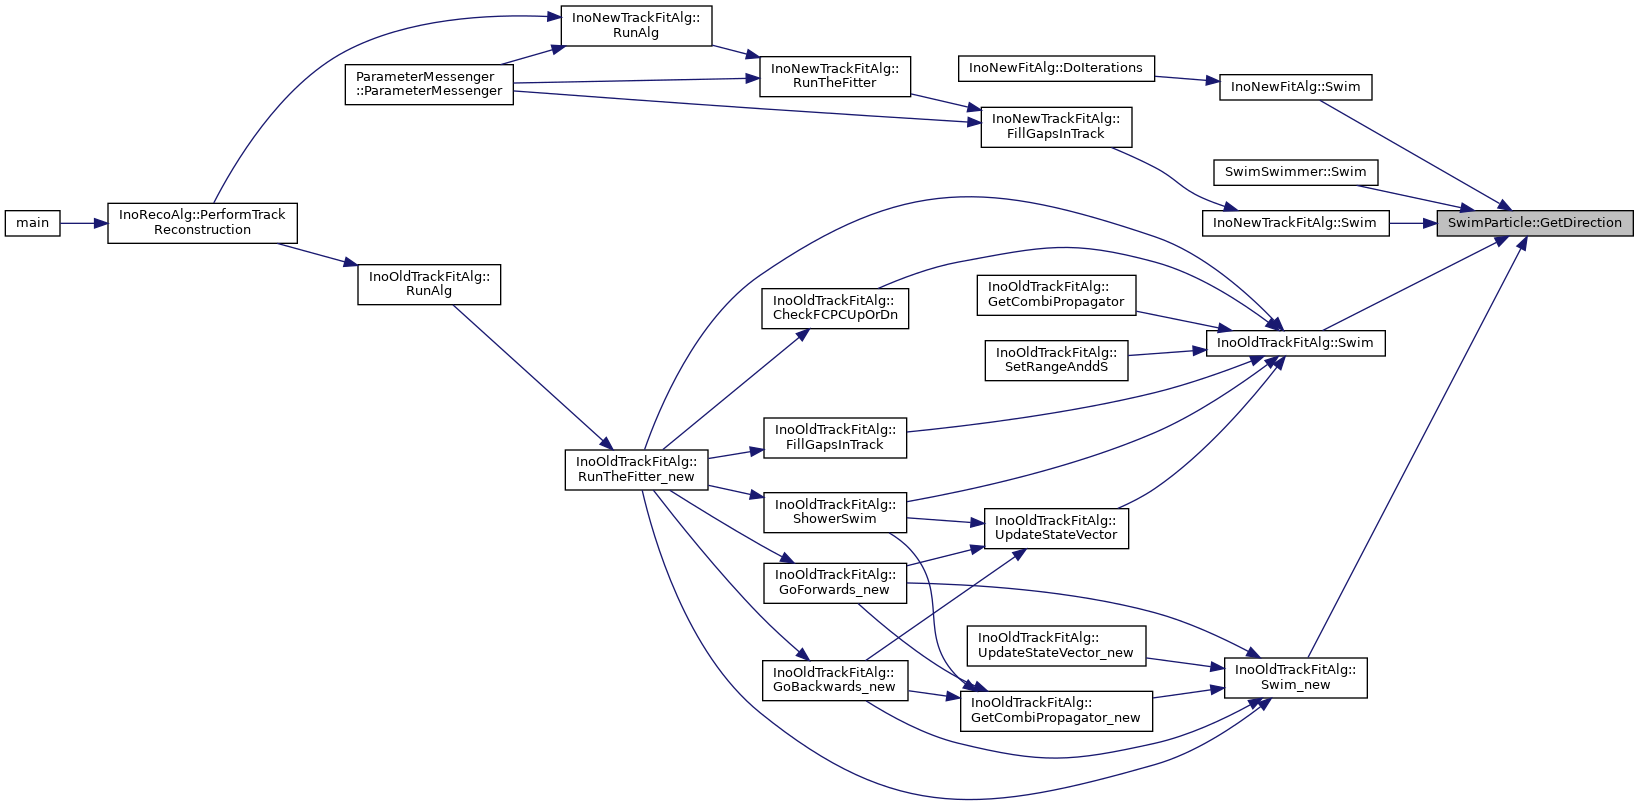 InoNewTrackFitAlg::
RunAlg
ParameterMessenger
::ParameterMessenger
InoNewTrackFitAlg::
RunTheFitter
InoNewFitAlg::DoIterations
InoNewFitAlg::Swim
InoNewTrackFitAlg::
FillGapsInTrack
SwimSwimmer::Swim
main
InoRecoAlg::PerformTrack
Reconstruction
InoNewTrackFitAlg::Swim
SwimParticle::GetDirection
InoOldTrackFitAlg::
RunAlg
InoOldTrackFitAlg::
CheckFCPCUpOrDn
InoOldTrackFitAlg::
GetCombiPropagator
InoOldTrackFitAlg::Swim
InoOldTrackFitAlg::
SetRangeAnddS
InoOldTrackFitAlg::
FillGapsInTrack
InoOldTrackFitAlg::
RunTheFitter_new
InoOldTrackFitAlg::
ShowerSwim
InoOldTrackFitAlg::
UpdateStateVector
InoOldTrackFitAlg::
GoForwards_new
InoOldTrackFitAlg::
UpdateStateVector_new
InoOldTrackFitAlg::
GoBackwards_new
InoOldTrackFitAlg::
Swim_new
InoOldTrackFitAlg::
GetCombiPropagator_new